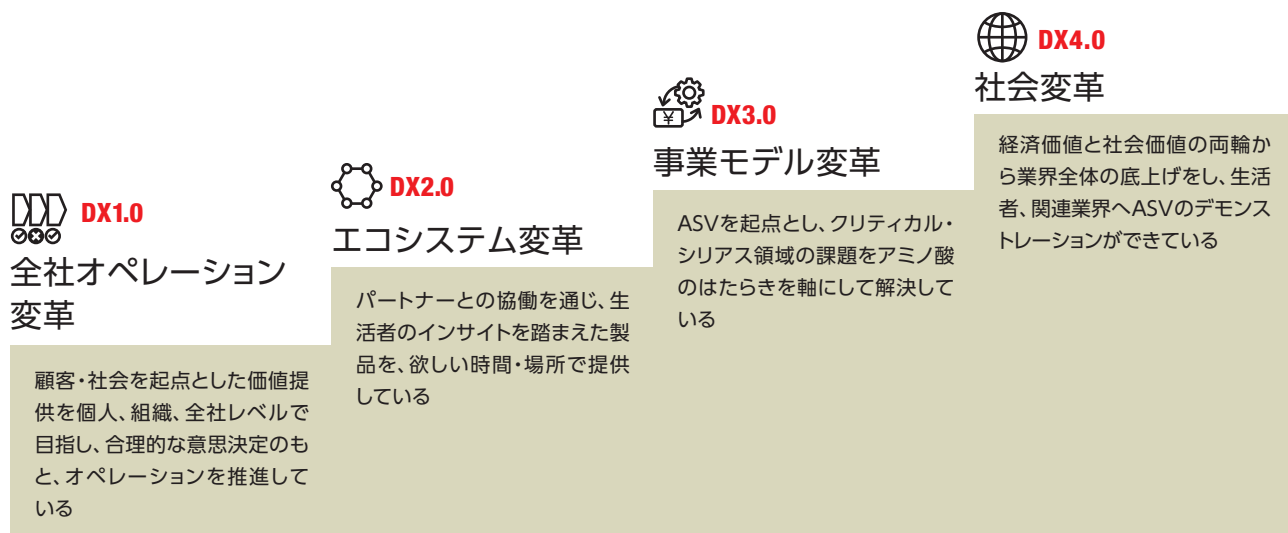 DX1.0
全社オペレーション
変革
顧客・社会を起点とした価値提
供を個人、組織、全社レベルで
目指し、合理的な意思決定のも
と、オペレーションを推進して
いる
DX2.0
エコシステム変革
パートナーとの協働を通じ、生
活者のインサイトを踏まえた製
品を、欲しい時間・場所で提供
している
¥
DX3.0
事業モデル変革
ASVを起点とし、クリティカル・
シリアス領域の課題をアミノ酸
のはたらきを軸にして解決して
いる
DX4.0
社会変革
経済価値と社会価値の両輪か
ら業界全体の底上げをし、生活
者、関連業界へASVのデモンス
トレーションができている